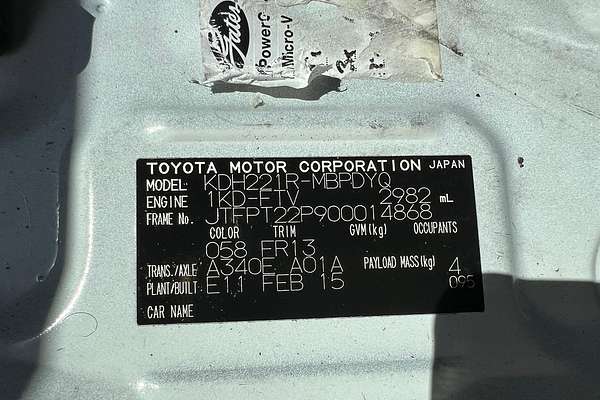 Gates
PowerG
Micro-V
TOYOTA MOTOR CORPORATION JAPAN
MODEL KDH221R-MBPDYQ
ENGINE 1KD-FTV 2982 mL
FRAME No. JTFPT22P900014868
COLOR TRIM GVM(kg) OCCUPANTS
058 FR13
TRANS./AXLE A340E A01A PAYLOAD MASS(kg) 4
PLANT/BUILT E11 FEB 15 095
CAR NAME